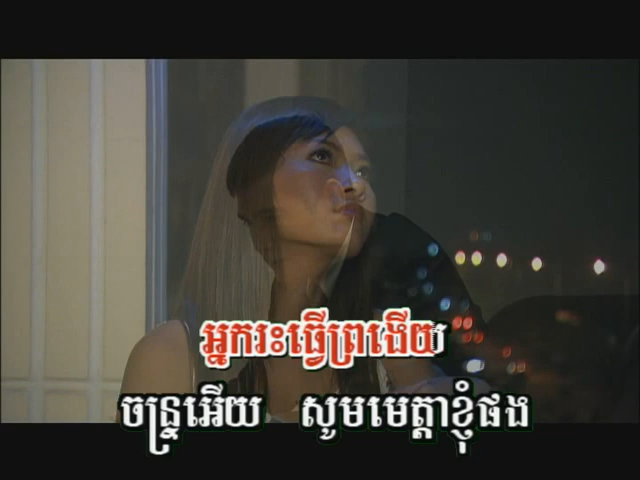 អ្នករះធ្វើព្រងើយ
ចន្ទ្រអើយ សូមមេត្តាខ្ញុំផង